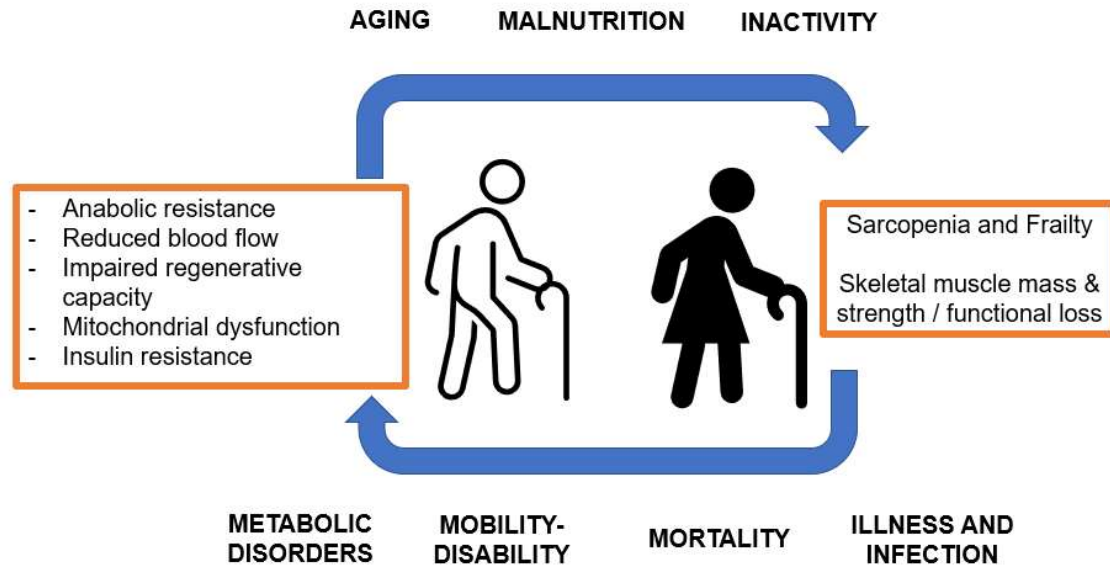 AGING MALNUTRITION INACTIVITY
- Anabolic resistance
- Reduced blood flow
- Impaired regenerative
capacity
- Mitochondrial dysfunction
- Insulin resistance
Sarcopenia and Frailty
Skeletal muscle mass &
strength / functional loss
METABOLIC
DISORDERS
MOBILITY-
DISABILITY
MORTALITY
ILLNESS AND
INFECTION